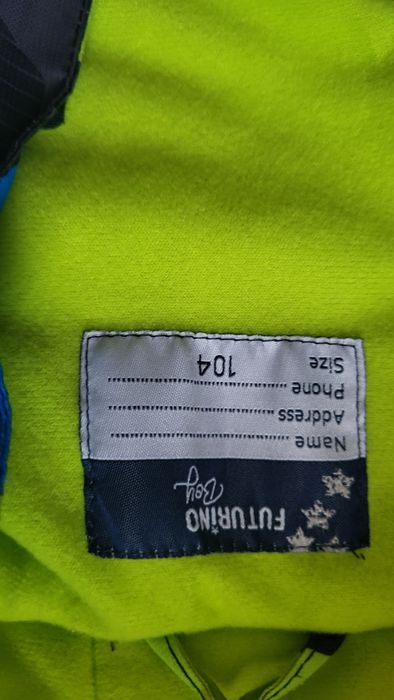 FUTURINO
Boy
Name ....................
Address ....................
Phone ....................
Size 104